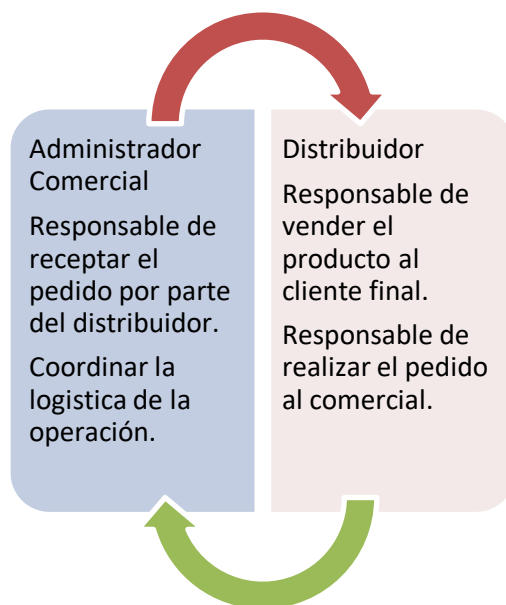 Administrador
Comercial
Responsable de
receptar el
pedido por parte
del distribuidor.
Coordinar la
logistica de la
operación.
Distribuidor
Responsable de
vender el
producto al
cliente final.
Responsable de
realizar el pedido
al comercial.